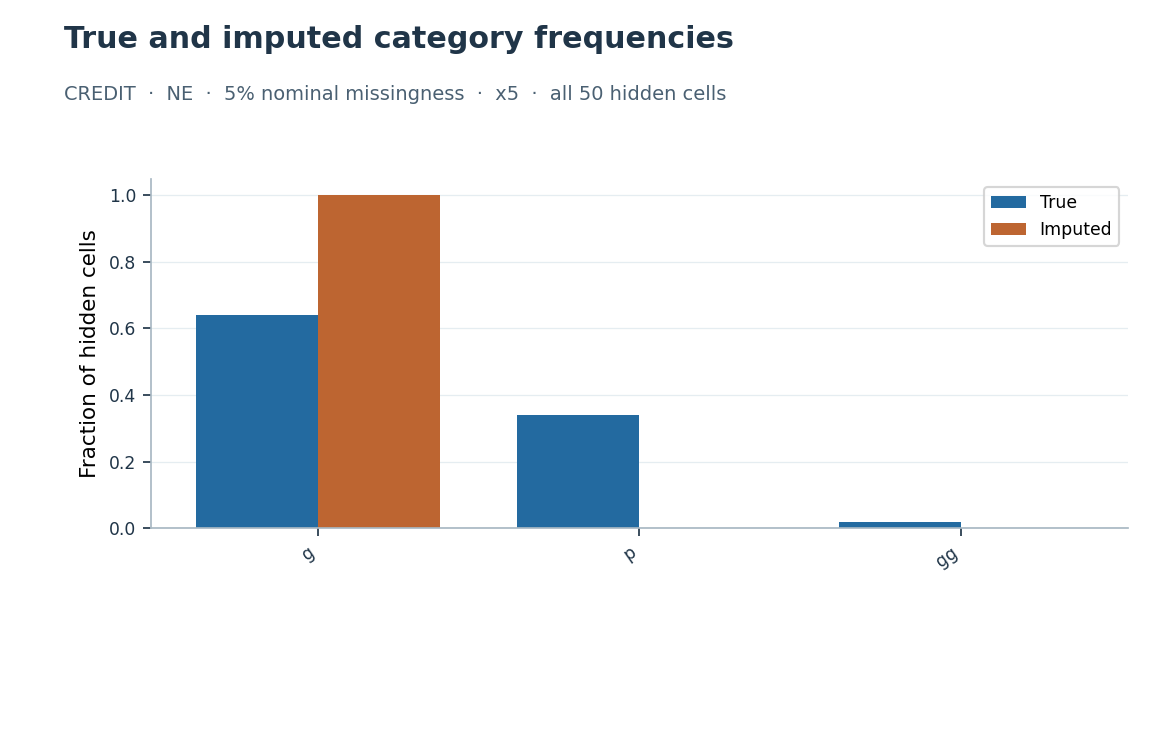 True and imputed category frequencies
CREDIT · NE · 5% nominal missingness · x5 · all 50 hidden cells
Fraction of hidden cells
1.0
0.8
0.6
0.4
0.2
0.0
True
Imputed
g
p
gg